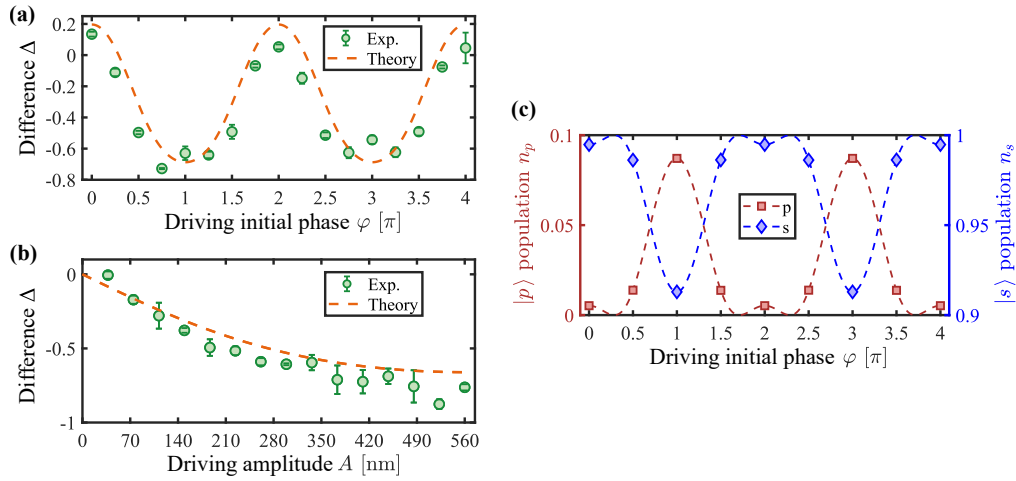 (a)
Difference Δ
0.2
0
-0.2
-0.4
-0.6
-0.8
Exp.
Theory
0 0.5 1 1.5 2 2.5 3 3.5 4
Driving initial phase φ [π]
(b)
Difference Δ
0
-0.5
-1
Exp.
Theory
0 70 140 210 280 350 420 490 560
Driving amplitude A [nm]
(c)
|p⟩ population n_p
0.1
0.05
0
p
s
1
0.95
0.9
|s⟩ population n_s
0 0.5 1 1.5 2 2.5 3 3.5 4
Driving initial phase φ [π]